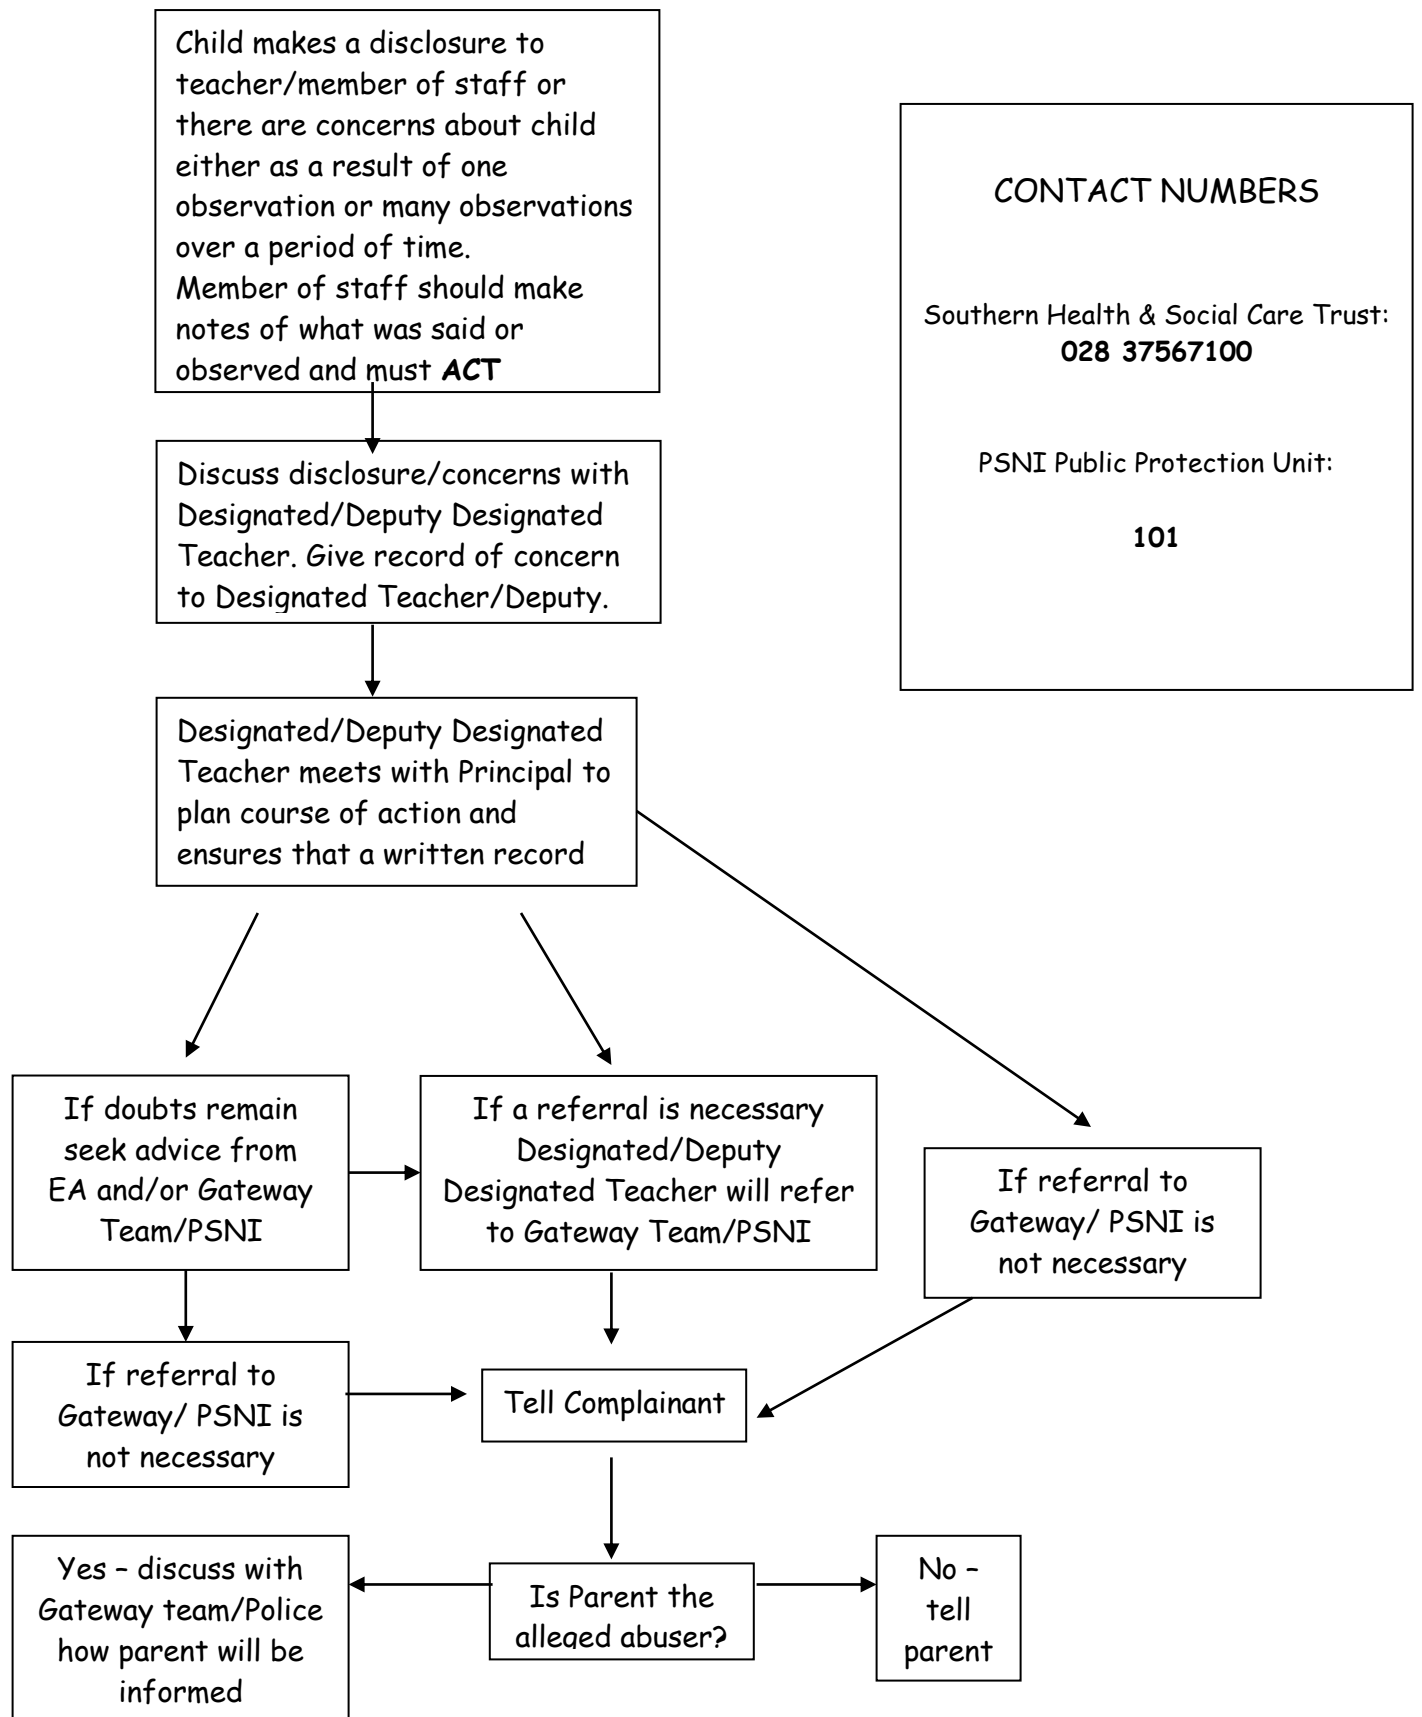 Child makes a disclosure to
teacher/member of staff or
there are concerns about child
either as a result of one
observation or many observations
over a period of time.
Member of staff should make
notes of what was said or
observed and must ACT
CONTACT NUMBERS
Southern Health & Social Care Trust:
028 37567100
PSNI Public Protection Unit:
101
Discuss disclosure/concerns with
Designated/Deputy Designated
Teacher. Give record of concern
to Designated Teacher/Deputy.
Designated/Deputy Designated
Teacher meets with Principal to
plan course of action and
ensures that a written record
If doubts remain
seek advice from
EA and/or Gateway
Team/PSNI
If a referral is necessary
Designated/Deputy
Designated Teacher will refer
to Gateway Team/PSNI
If referral to
Gateway/ PSNI is
not necessary
If referral to
Gateway/ PSNI is
not necessary
Tell Complainant
Yes – discuss with
Gateway team/Police
how parent will be
informed
Is Parent the
alleged abuser?
No –
tell
parent